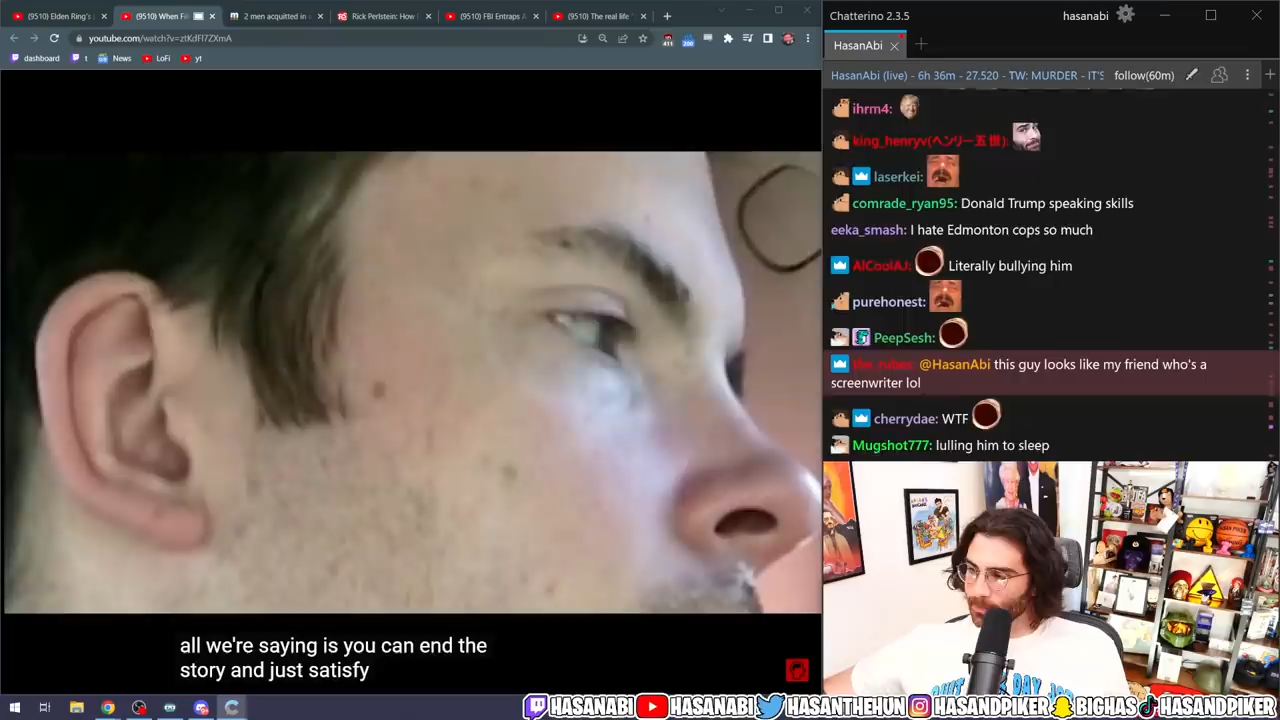 (9510) Elden Ring's
(9510) When Fi
2 men acquitted in
Rick Perlstein: How
(9510) FBI Entraps A
(9510) The real life
youtube.com/watch?v=ztKdFI7ZXmA
411
200
dashboard
t
News
LoFi
yt
all we're saying is you can end the
story and just satisfy
Chatterino 2.3.5
hasanabi
HasanAbi
HasanAbi (live) - 6h 36m - 27.520 - TW: MURDER - IT'S
follow(60m)
ihrm4:
king_henryv(ヘンリー五世):
laserkei:
comrade_ryan95: Donald Trump speaking skills
eeka_smash: I hate Edmonton cops so much
AlCoolAJ: Literally bullying him
purehonest:
PeepSesh:
@HasanAbi this guy looks like my friend who's a
screenwriter lol
cherrydae: WTF
Mugshot777: lulling him to sleep
HASANABI
HASANABI
HASANTHEHUN
HASANDPIKER
BIGHAS
HASANDPIKER